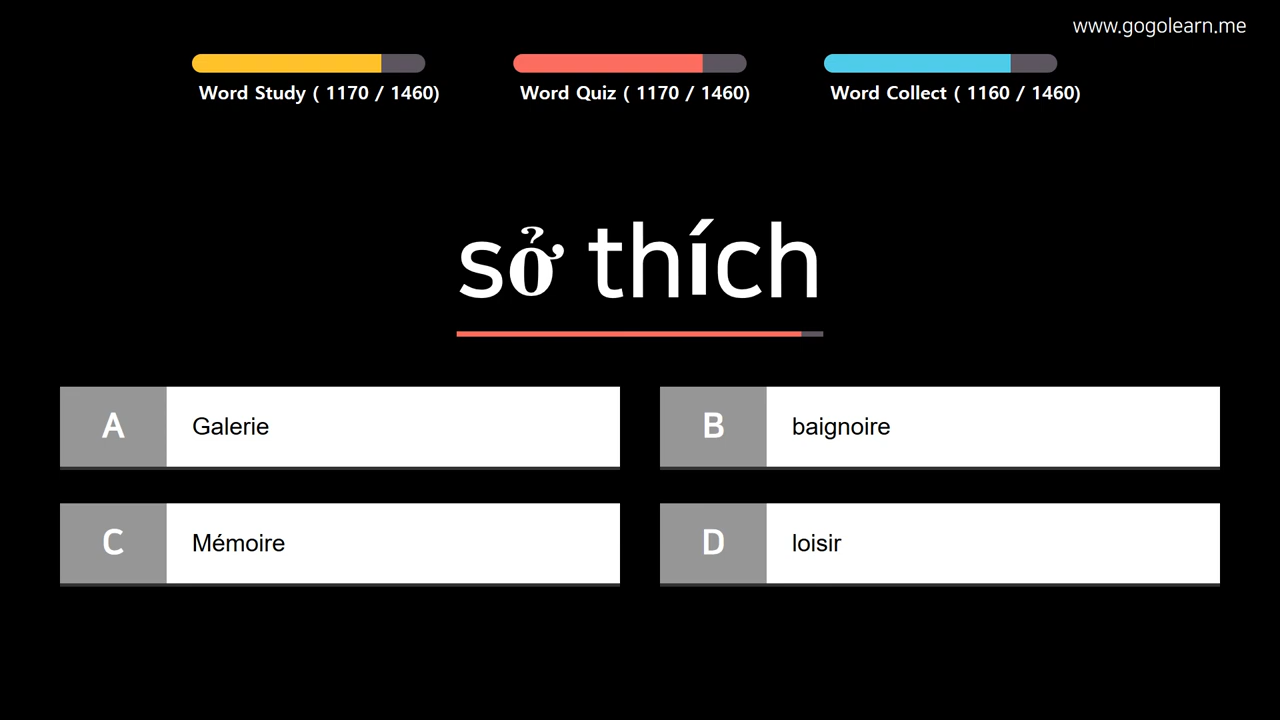 www.gogolearn.me
Word Study ( 1170 / 1460)
Word Quiz ( 1170 / 1460)
Word Collect ( 1160 / 1460)
sở thích
A Galerie
B baignoire
C Mémoire
D loisir